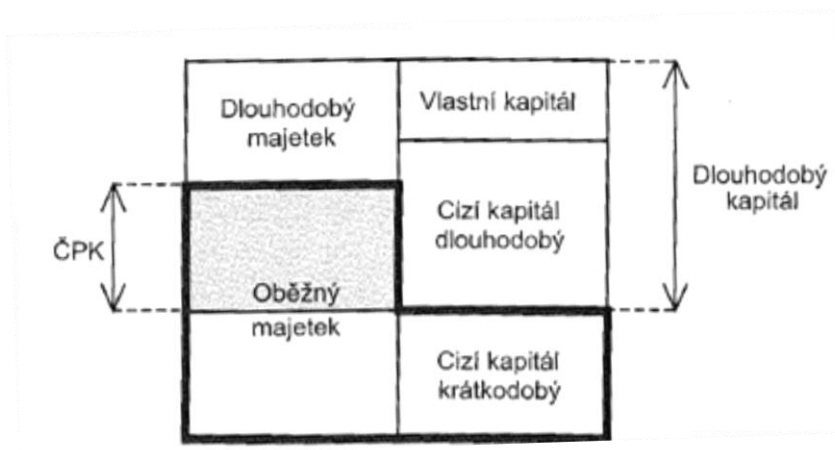 Dlouhodobý
majetek
Vlastní kapitál
Cizí kapitál
dlouhodobý
Dlouhodobý
kapitál
ČPK
Oběžný
majetek
Cizí kapitál
krátkodobý